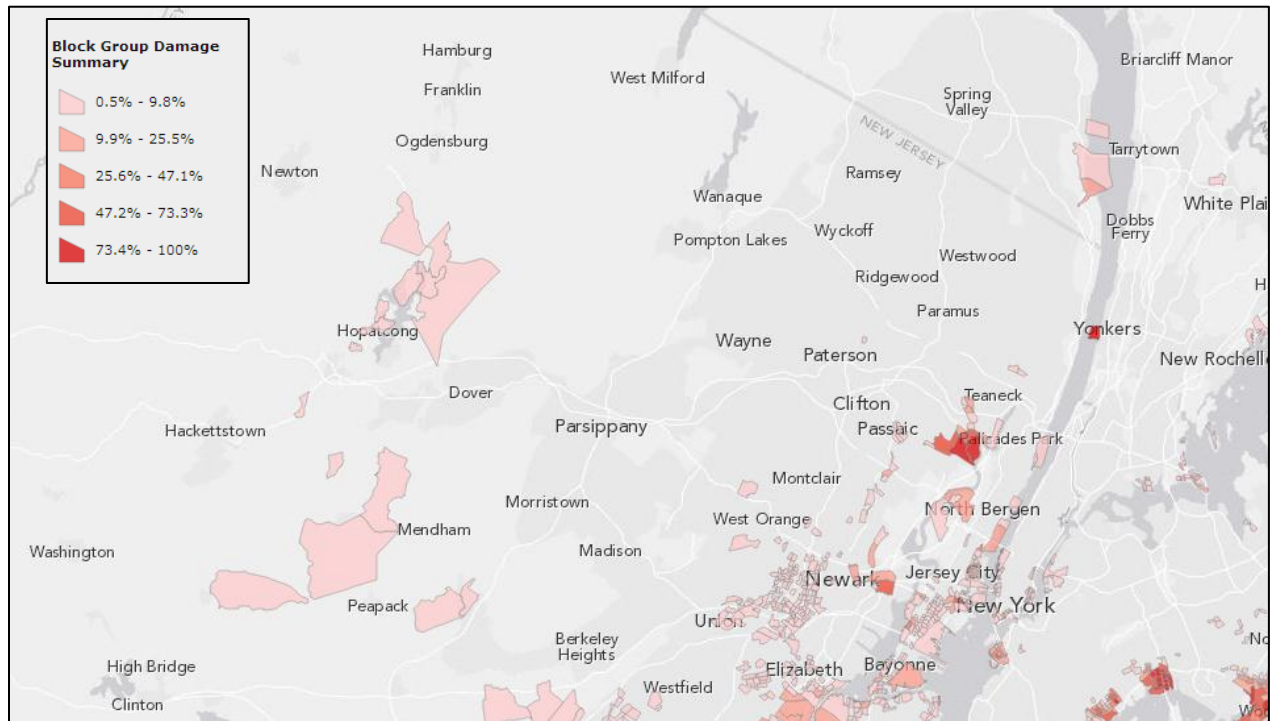 Block Group Damage
Summary
0.5% - 9.8%
9.9% - 25.5%
25.6% - 47.1%
47.2% - 73.3%
73.4% - 100%
Hamburg
Franklin
Ogdensburg
Newton
West Milford
Spring
Valley
Briarcliff Manor
NEW JERSEY
Tarrytown
Ramsey
Wanaque
White Plai
Wyckoff
Dobbs
Ferry
Pompton Lakes
Westwood
Ridgewood
Paramus
Hopatcong
Wayne
Paterson
Yonkers
New Rochelle
Dover
Clifton
Teaneck
Hackettstown
Parsippany
Passaic
Palisades Park
Montclair
Morristown
North Bergen
West Orange
Mendham
Washington
Madison
Newark
Jersey City
Peapack
New York
Union
Berkeley
Heights
High Bridge
Elizabeth
Bayonne
Westfield
Clinton